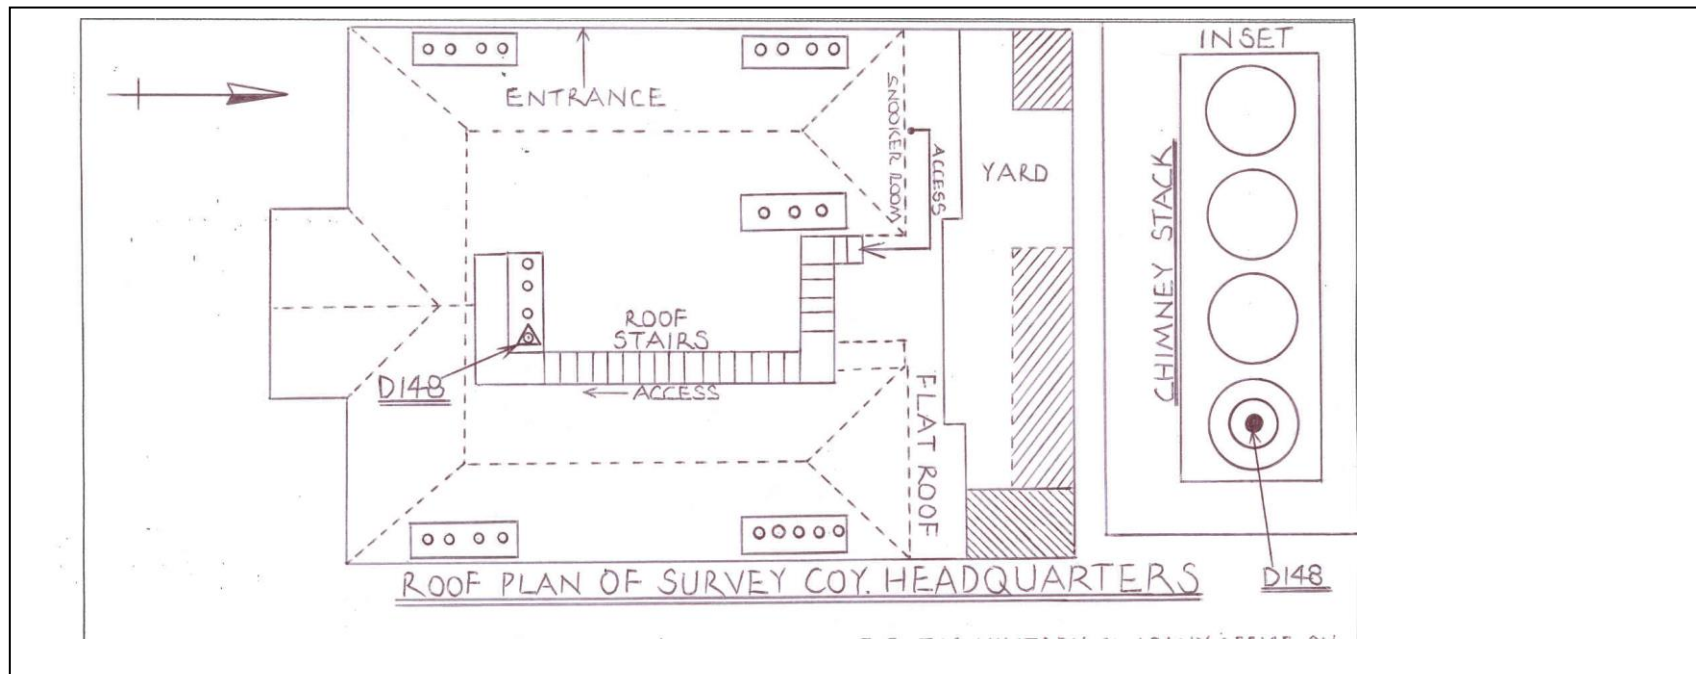 INSET
ENTRANCE
SNOOKER ROOM
ACCESS
YARD
CHIMNEY STACK
ROOF
STAIRS
D148
ACCESS
FLAT ROOF
ROOF PLAN OF SURVEY COY. HEADQUARTERS
D148